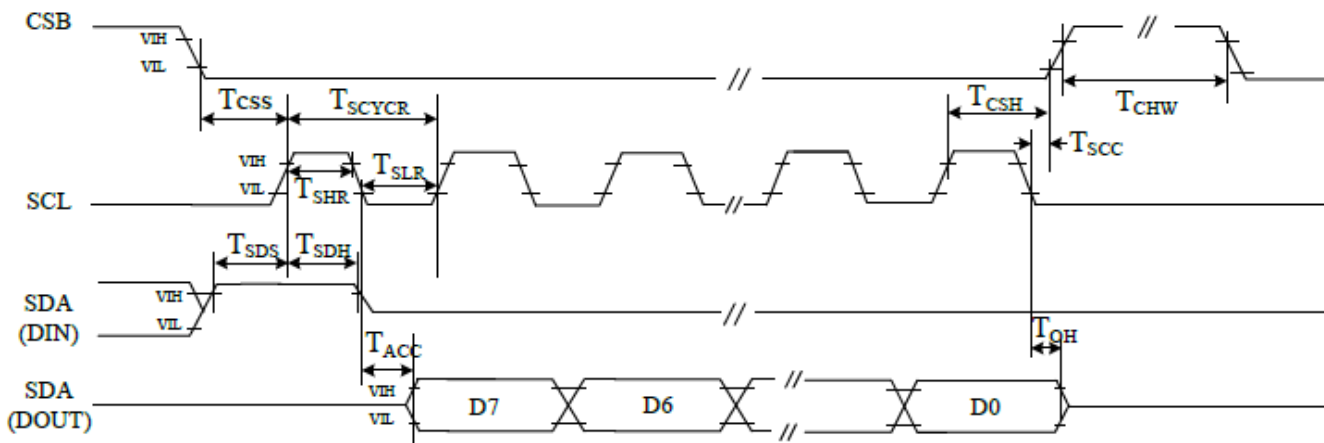 CSB
VIH
VIL
//
Tcss
TSCYCR
TCSH
TCHW
TSCC
SCL
VIH
VIL
TSHR
TSLR
//
TSDS
TSDH
SDA
(DIN)
VIH
VIL
//
TOH
TACC
SDA
(DOUT)
VIH
VIL
D7
D6
//
//
D0
//